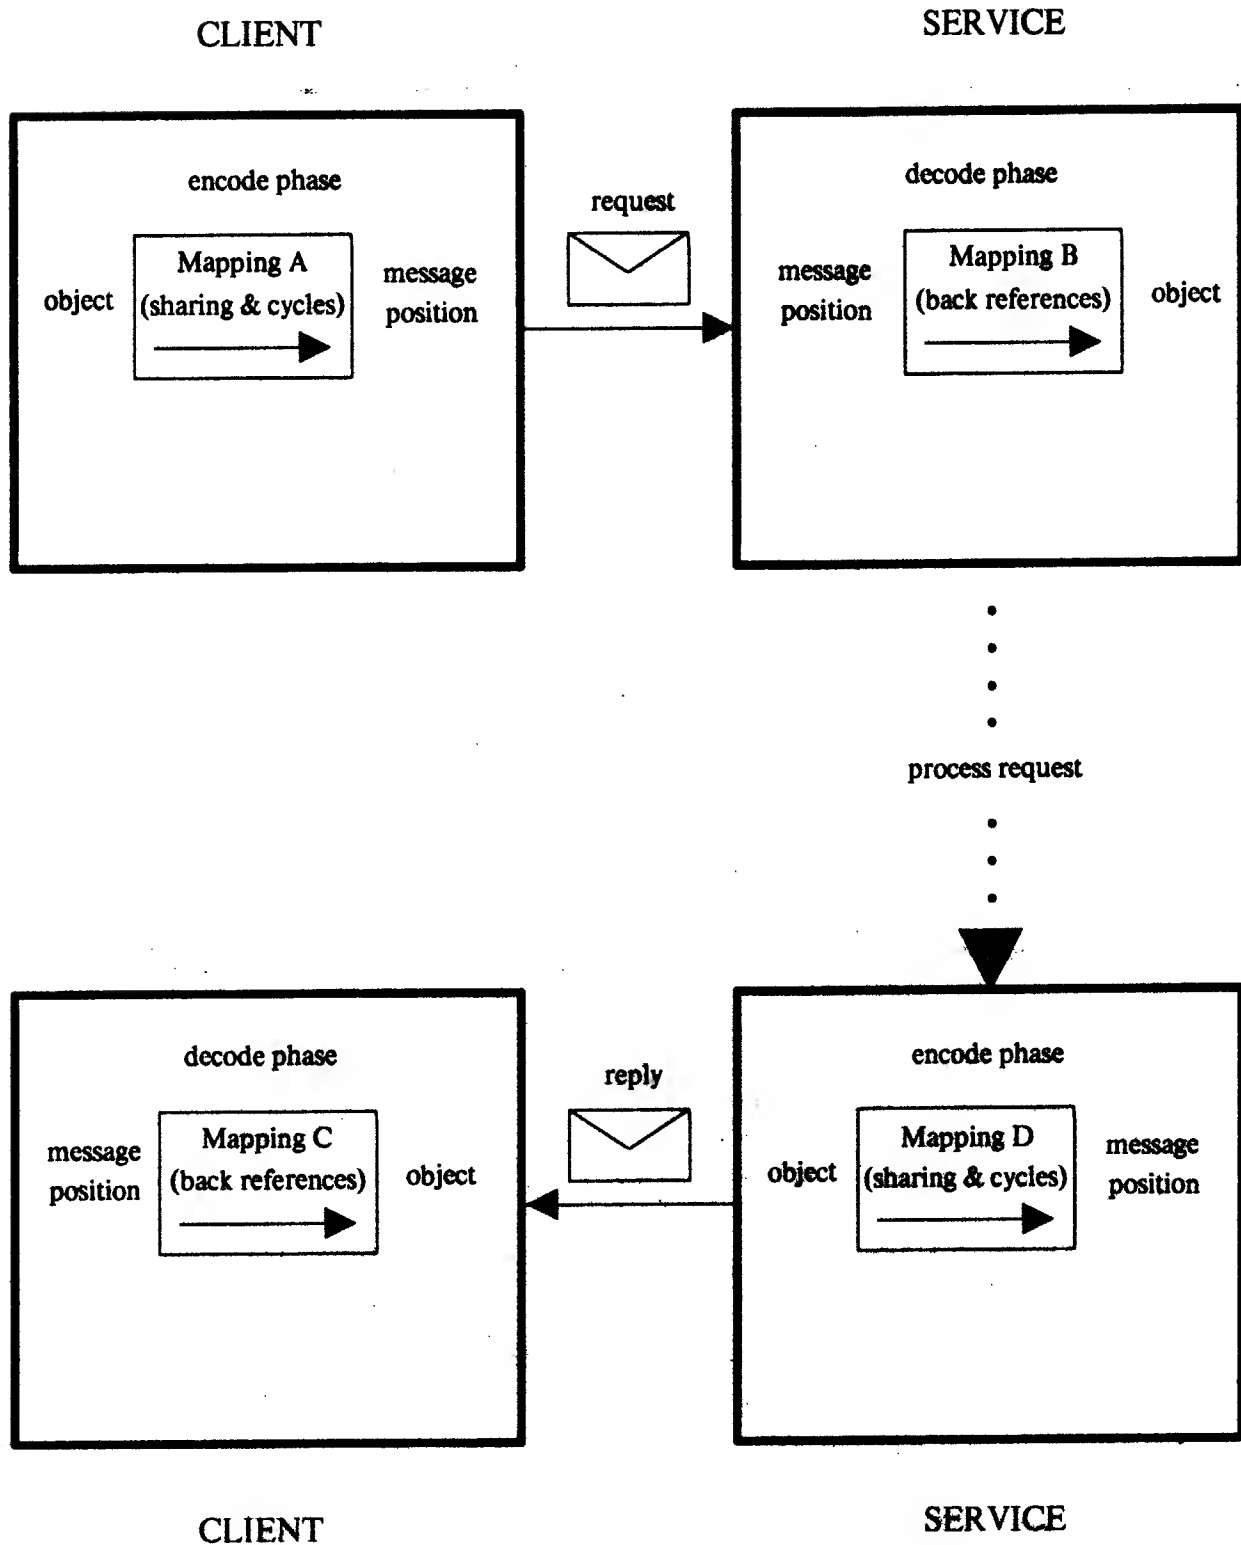 CLIENT
SERVICE
encode phase
Mapping A
(sharing & cycles)
object
message
position
request
decode phase
message
position
Mapping B
(back references)
object
process request
decode phase
message
position
Mapping C
(back references)
object
reply
encode phase
object
Mapping D
(sharing & cycles)
message
position
CLIENT
SERVICE